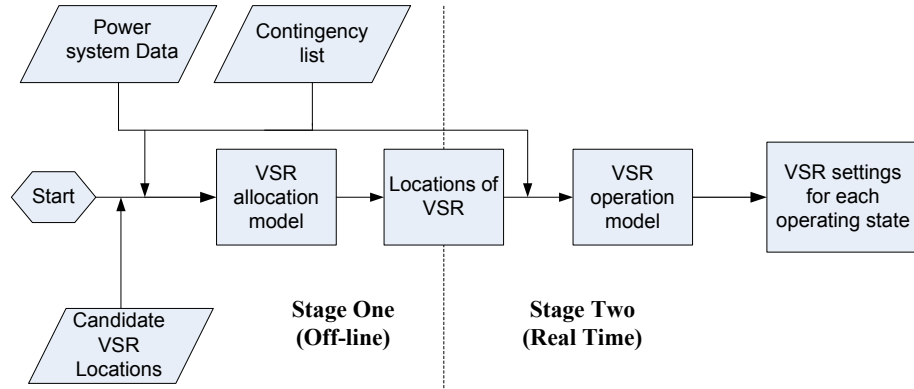 Power
system Data
Contingency
list
Start
VSR
allocation
model
Locations of
VSR
VSR
operation
model
VSR settings
for each
operating state
Candidate
VSR
Locations
Stage One
(Off-line)
Stage Two
(Real Time)